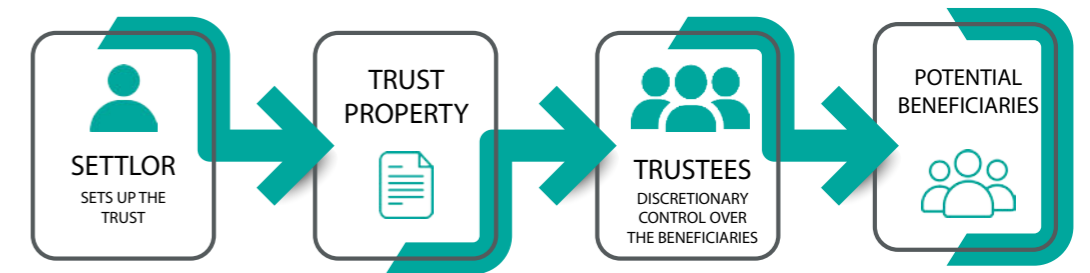 SETTLOR
SETS UP THE
TRUST
TRUST
PROPERTY
TRUSTEES
DISCRETIONARY
CONTROL OVER
THE BENEFICIARIES
POTENTIAL
BENEFICIARIES